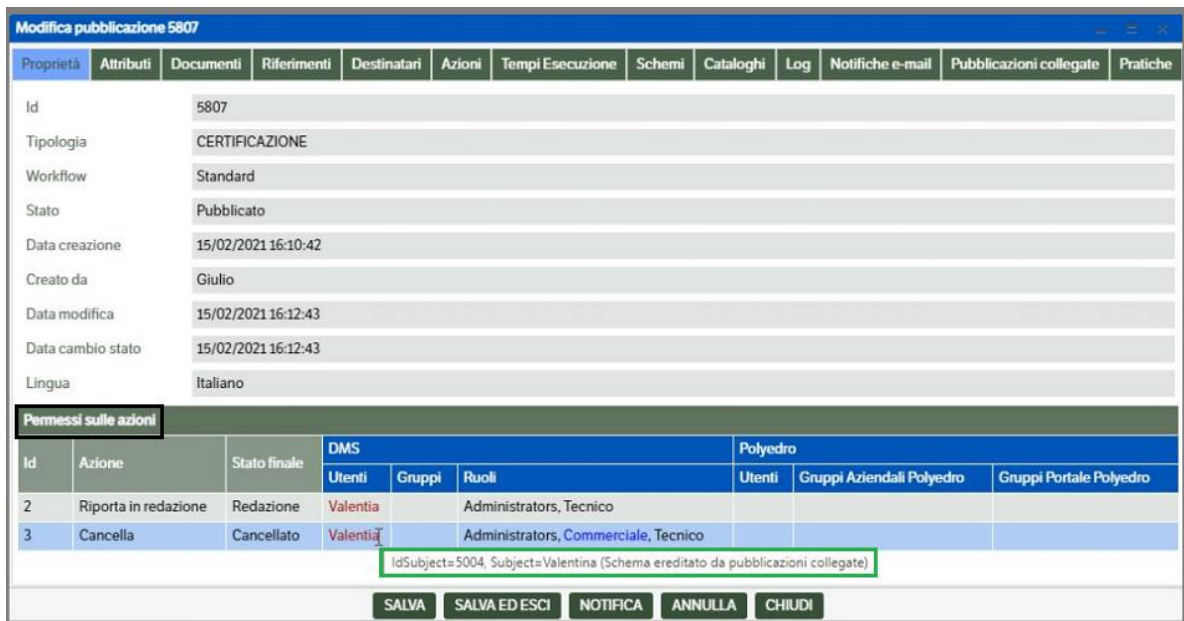 Modifica pubblicazione 5807
Proprietà Attributi Documenti Riferimenti Destinatari Azioni Tempi Esecuzione Schemi Cataloghi Log Notifiche e-mail Pubblicazioni collegate Pratiche
Id 5807
Tipologia CERTIFICAZIONE
Workflow Standard
Stato Pubblicato
Data creazione 15/02/2021 16:10:42
Creato da Giulio
Data modifica 15/02/2021 16:12:43
Data cambio stato 15/02/2021 16:12:43
Lingua Italiano
Permessi sulle azioni
Id Azione Stato finale DMS Polyedro
Utenti Gruppi Ruoli Utenti Gruppi Aziendali Polyedro Gruppi Portale Polyedro
2 Riporta in redazione Redazione Valentia Administrators, Tecnico
3 Cancella Cancellato Valentia Administrators, Commerciale, Tecnico
IdSubject=5004, Subject=Valentina (Schema ereditato da pubblicazioni collegate)
SALVA SALVA ED ESCI NOTIFICA ANNULLA CHIUDI